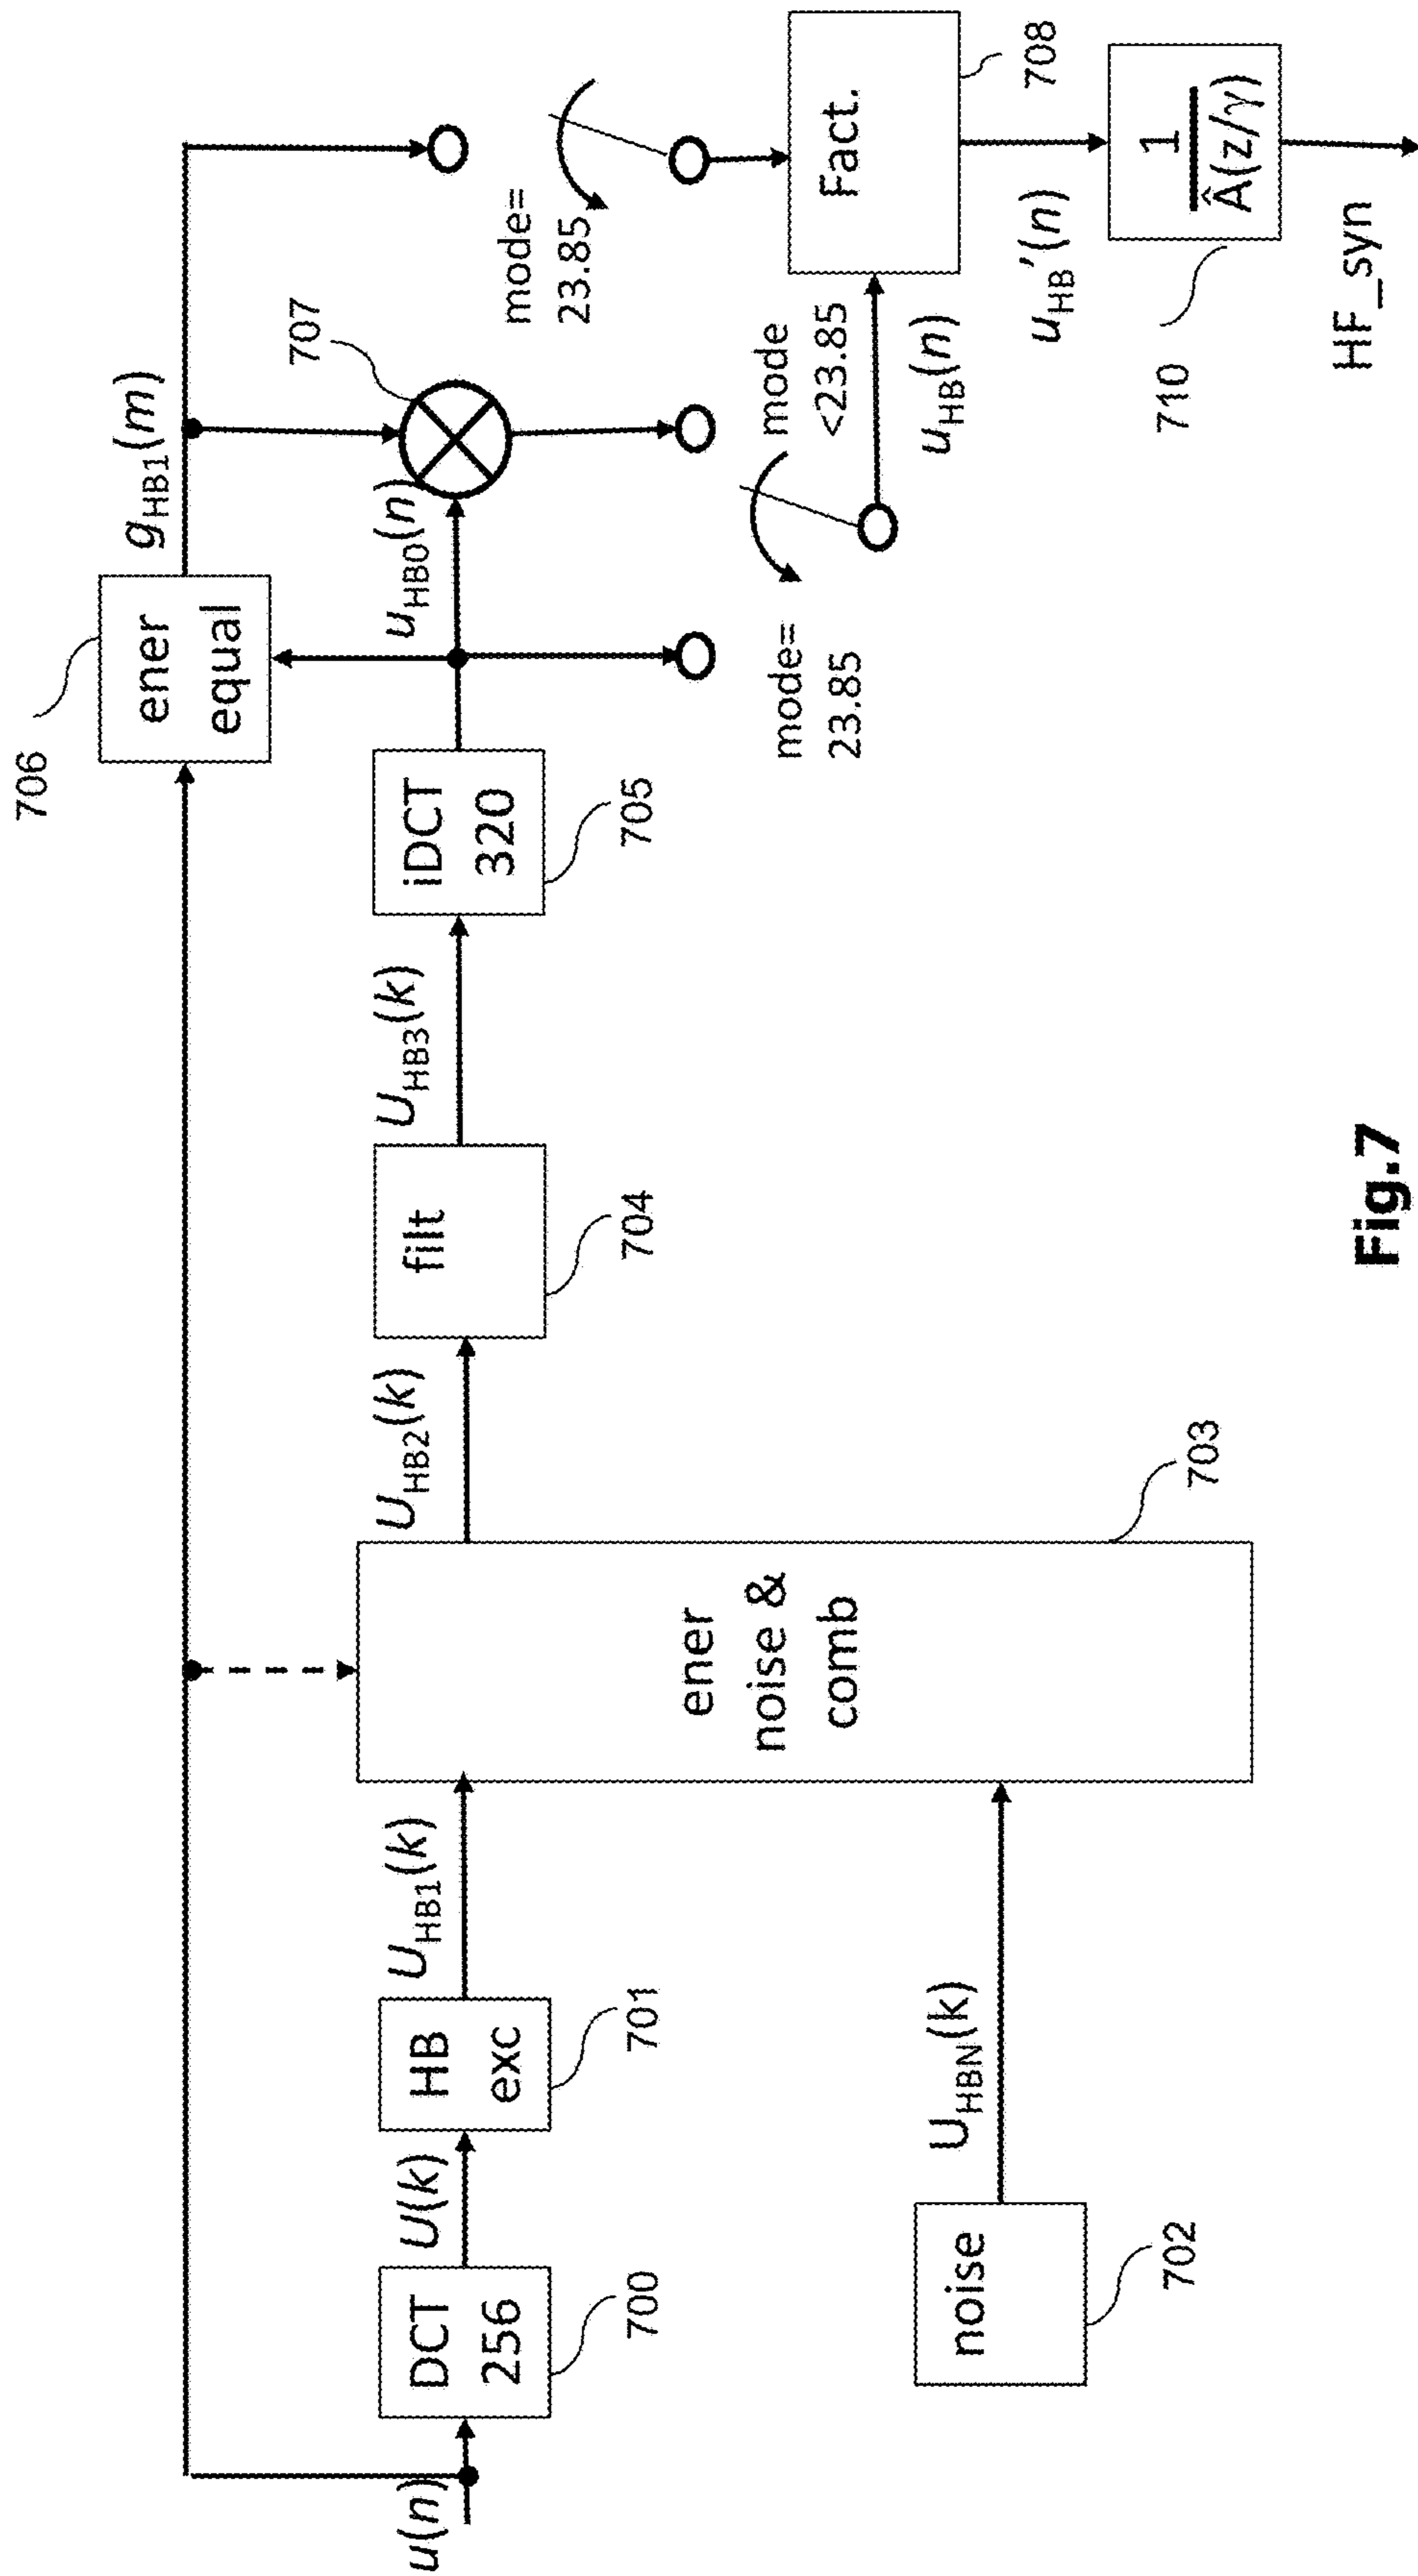 u(n)
DCT
256
700
U(k)
HB
exc
701
U_HB1(k)
noise
702
U_HBN(k)
ener
noise &
comb
703
U_HB2(k)
filt
704
U_HB3(k)
iDCT
320
705
u_HB0(n)
ener
equal
706
g_HB1(m)
707
mode=
23.85
mode
<23.85
mode=
23.85
u_HB(n)
Fact.
708
u_HB'(n)
1
Â(z/γ)
710
HF_syn
Fig.7